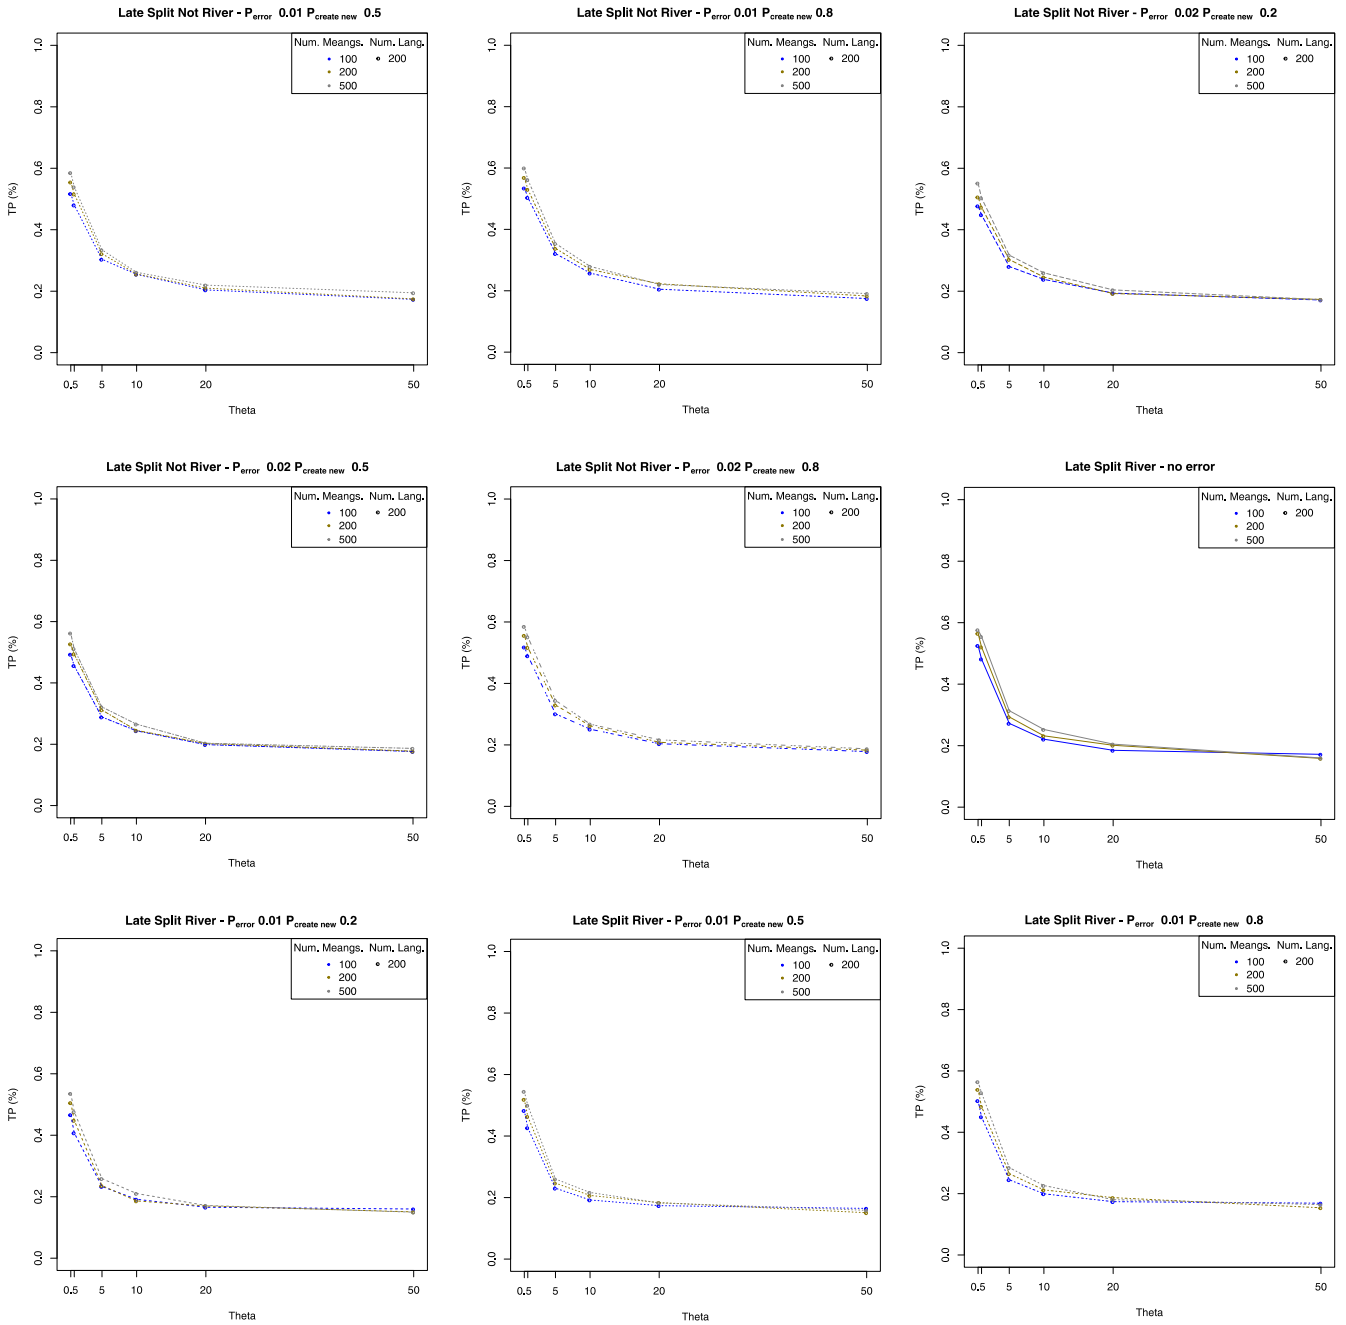 Late Split Not River - P error 0.01 P create new 0.5
Num. Meangs. Num. Lang.
100 200
200
500
TP (%)
0.0 0.2 0.4 0.6 0.8 1.0
0.5 5 10 20 50
Theta
Late Split Not River - P error 0.01 P create new 0.8
Num. Meangs. Num. Lang.
100 200
200
500
TP (%)
0.0 0.2 0.4 0.6 0.8 1.0
0.5 5 10 20 50
Theta
Late Split Not River - P error 0.02 P create new 0.2
Num. Meangs. Num. Lang.
100 200
200
500
TP (%)
0.0 0.2 0.4 0.6 0.8 1.0
0.5 5 10 20 50
Theta
Late Split Not River - P error 0.02 P create new 0.5
Num. Meangs. Num. Lang.
100 200
200
500
TP (%)
0.0 0.2 0.4 0.6 0.8 1.0
0.5 5 10 20 50
Theta
Late Split Not River - P error 0.02 P create new 0.8
Num. Meangs. Num. Lang.
100 200
200
500
TP (%)
0.0 0.2 0.4 0.6 0.8 1.0
0.5 5 10 20 50
Theta
Late Split River - no error
Num. Meangs. Num. Lang.
100 200
200
500
TP (%)
0.0 0.2 0.4 0.6 0.8 1.0
0.5 5 10 20 50
Theta
Late Split River - P error 0.01 P create new 0.2
Num. Meangs. Num. Lang.
100 200
200
500
TP (%)
0.0 0.2 0.4 0.6 0.8 1.0
0.5 5 10 20 50
Theta
Late Split River - P error 0.01 P create new 0.5
Num. Meangs. Num. Lang.
100 200
200
500
TP (%)
0.0 0.2 0.4 0.6 0.8 1.0
0.5 5 10 20 50
Theta
Late Split River - P error 0.01 P create new 0.8
Num. Meangs. Num. Lang.
100 200
200
500
TP (%)
0.0 0.2 0.4 0.6 0.8 1.0
0.5 5 10 20 50
Theta